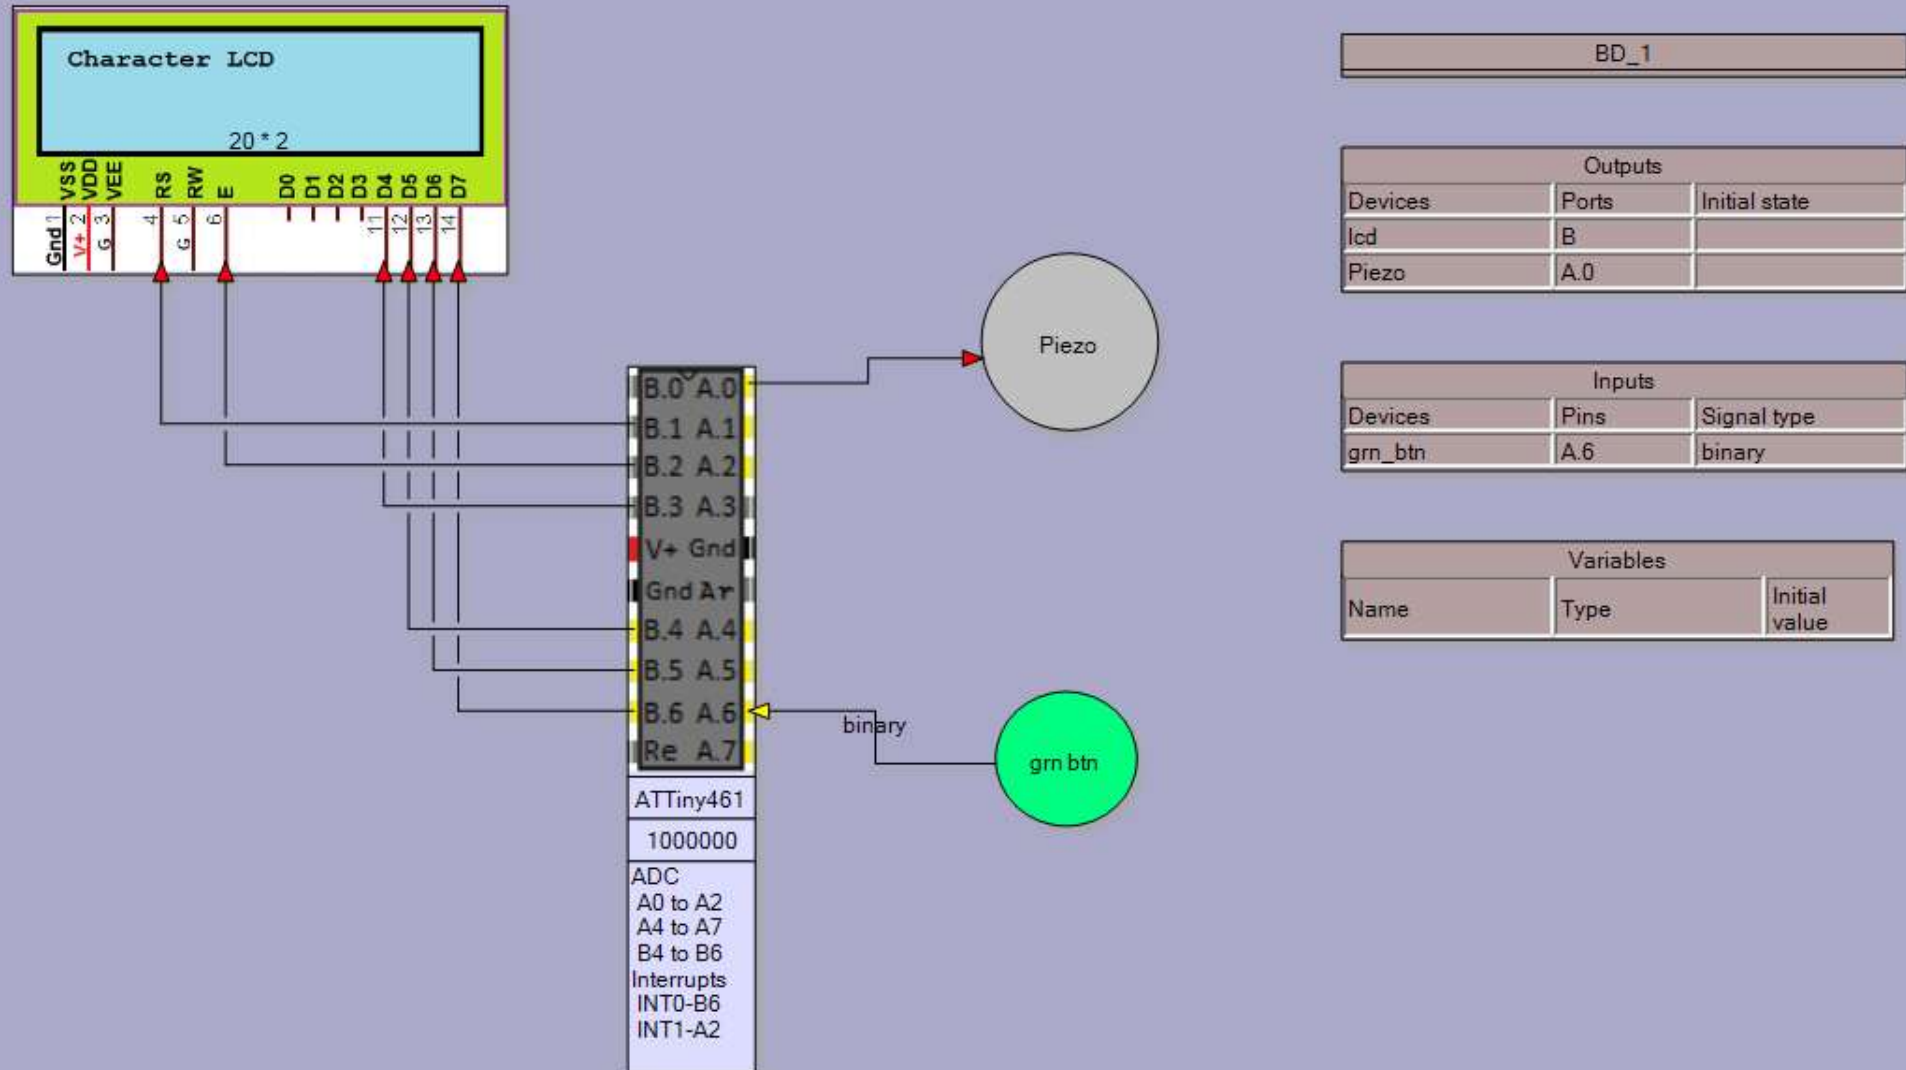 Character LCD
20 * 2
VSS VDD VEE RS RW E D0 D1 D2 D3 D4 D5 D6 D7
Gnd 1 V+ 2 G 3 4 G 5 6 11 12 13 14
B.0 A.0
B.1 A.1
B.2 A.2
B.3 A.3
V+ Gnd
Gnd Ar
B.4 A.4
B.5 A.5
B.6 A.6
Re A.7
ATTiny461
1000000
ADC
A0 to A2
A4 to A7
B4 to B6
Interrupts
INT0-B6
INT1-A2
Piezo
binary
grn btn
BD_1
Outputs
Devices Ports Initial state
lcd B
Piezo A.0
Inputs
Devices Pins Signal type
grn_btn A.6 binary
Variables
Name Type Initial
value